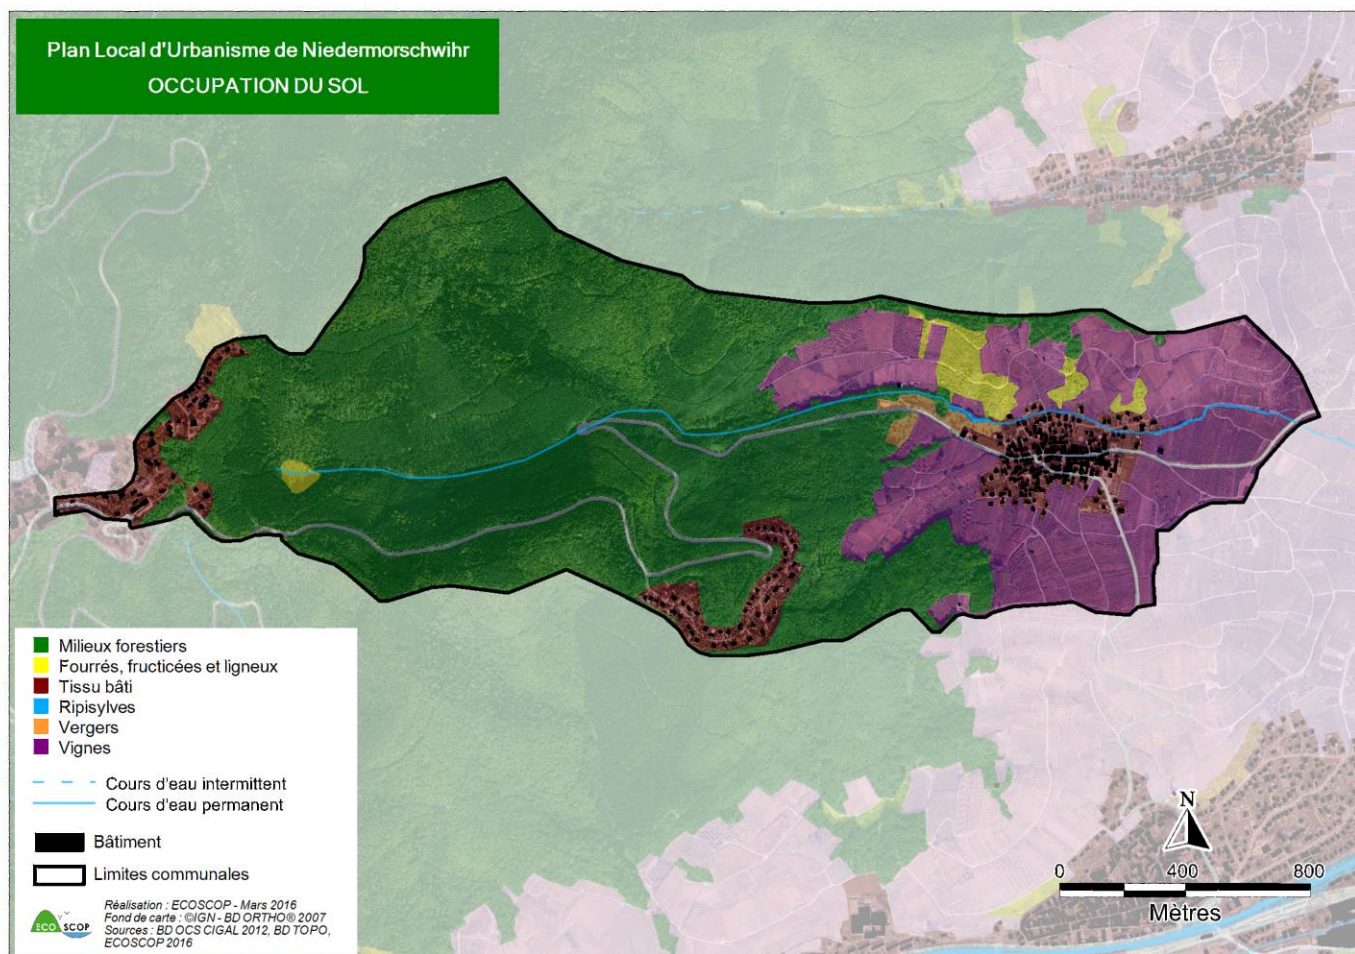 Plan Local d'Urbanisme de Niedermorschwihr
OCCUPATION DU SOL
Milieux forestiers
Fourrés, fructicées et ligneux
Tissu bâti
Ripisylves
Vergers
Vignes
Cours d'eau intermittent
Cours d'eau permanent
Bâtiment
Limites communales
ECO SCOP
Réalisation : ECOSCOP - Mars 2016
Fond de carte : ©IGN - BD ORTHO® 2007
Sources : BD OCS CIGAL 2012, BD TOPO,
ECOSCOP 2016
N
0 400 800
Mètres